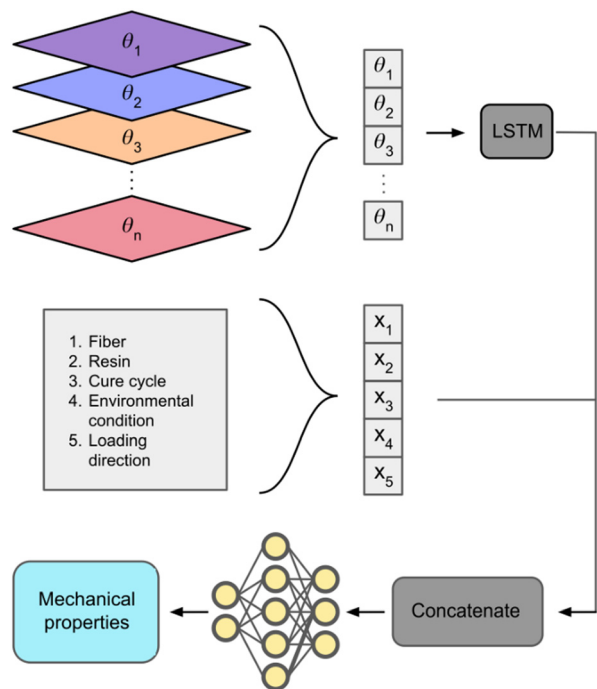 θ1
θ2
θ3
θn
θ1
θ2
θ3
θn
LSTM
1. Fiber
2. Resin
3. Cure cycle
4. Environmental
condition
5. Loading
direction
x1
x2
x3
x4
x5
Mechanical
properties
Concatenate